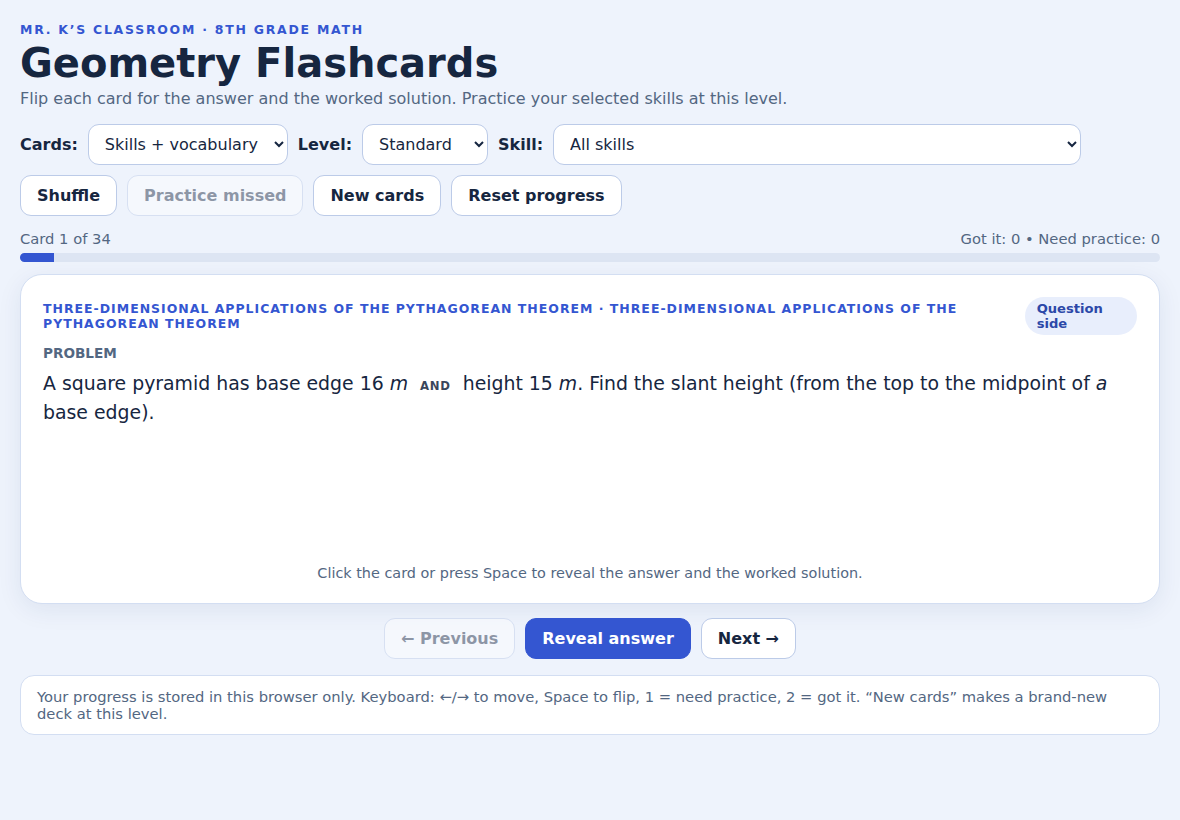 MR. K’S CLASSROOM · 8TH GRADE MATH
Geometry Flashcards
Flip each card for the answer and the worked solution. Practice your selected skills at this level.
Cards: Skills + vocabulary Level: Standard Skill: All skills
Shuffle Practice missed New cards Reset progress
Card 1 of 34 Got it: 0 • Need practice: 0
THREE-DIMENSIONAL APPLICATIONS OF THE PYTHAGOREAN THEOREM · THREE-DIMENSIONAL APPLICATIONS OF THE
PYTHAGOREAN THEOREM
Question
side
PROBLEM
A square pyramid has base edge 16 m AND height 15 m. Find the slant height (from the top to the midpoint of a
base edge).
Click the card or press Space to reveal the answer and the worked solution.
← Previous Reveal answer Next →
Your progress is stored in this browser only. Keyboard: ←/→ to move, Space to flip, 1 = need practice, 2 = got it. “New cards” makes a brand-new
deck at this level.